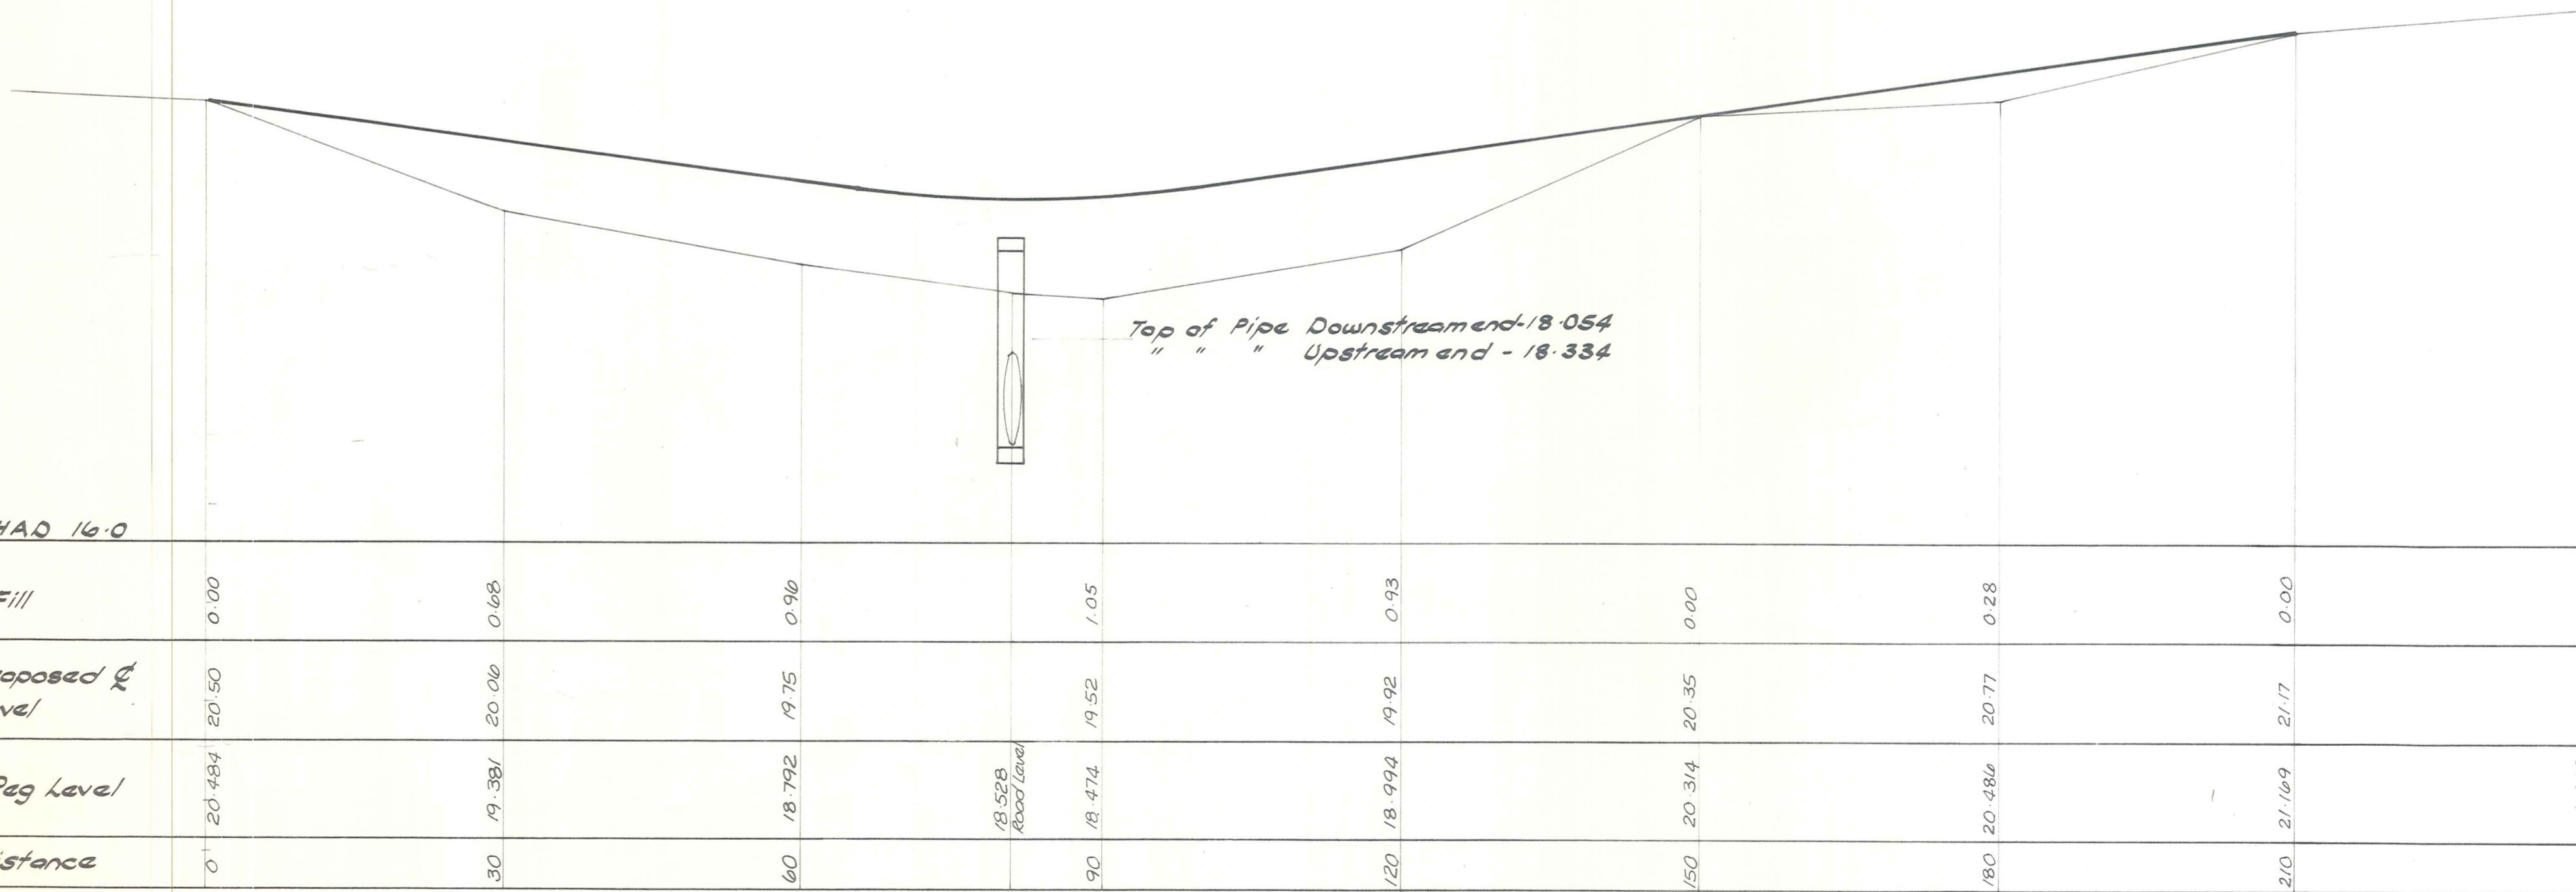 Top of Pipe Downstream end - 18.054
" " " Upstream end - 18.334
HAD 16.0
Fill 0.00 0.68 0.96 1.05 0.93 0.00 0.28 0.00
oposed ℄
vel 20.50 20.06 19.75 19.52 19.92 20.35 20.77 21.17
Peg Level 20.484 19.381 18.792 18.528 Road Level 18.474 18.994 20.314 20.486 21.169
stance 0 30 60 90 120 150 180 210